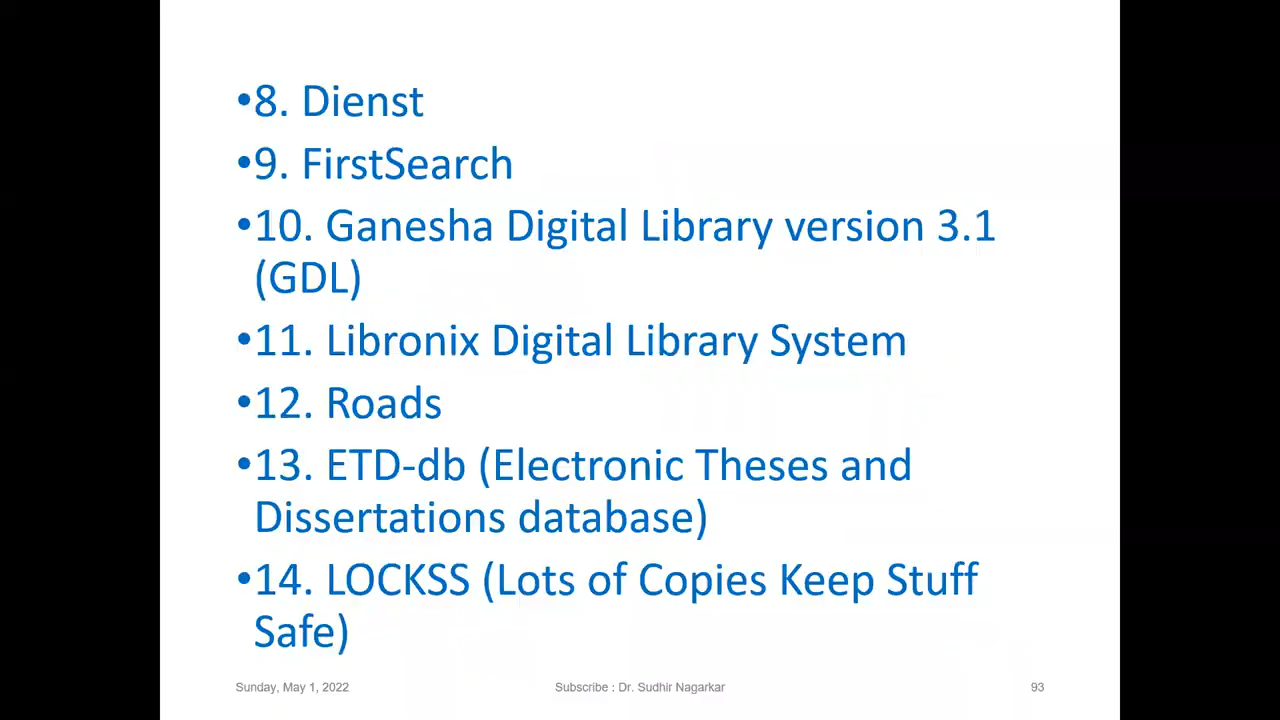 •8. Dienst
•9. FirstSearch
•10. Ganesha Digital Library version 3.1
(GDL)
•11. Libronix Digital Library System
•12. Roads
•13. ETD-db (Electronic Theses and
Dissertations database)
•14. LOCKSS (Lots of Copies Keep Stuff
Safe)
Sunday, May 1, 2022 Subscribe : Dr. Sudhir Nagarkar 93